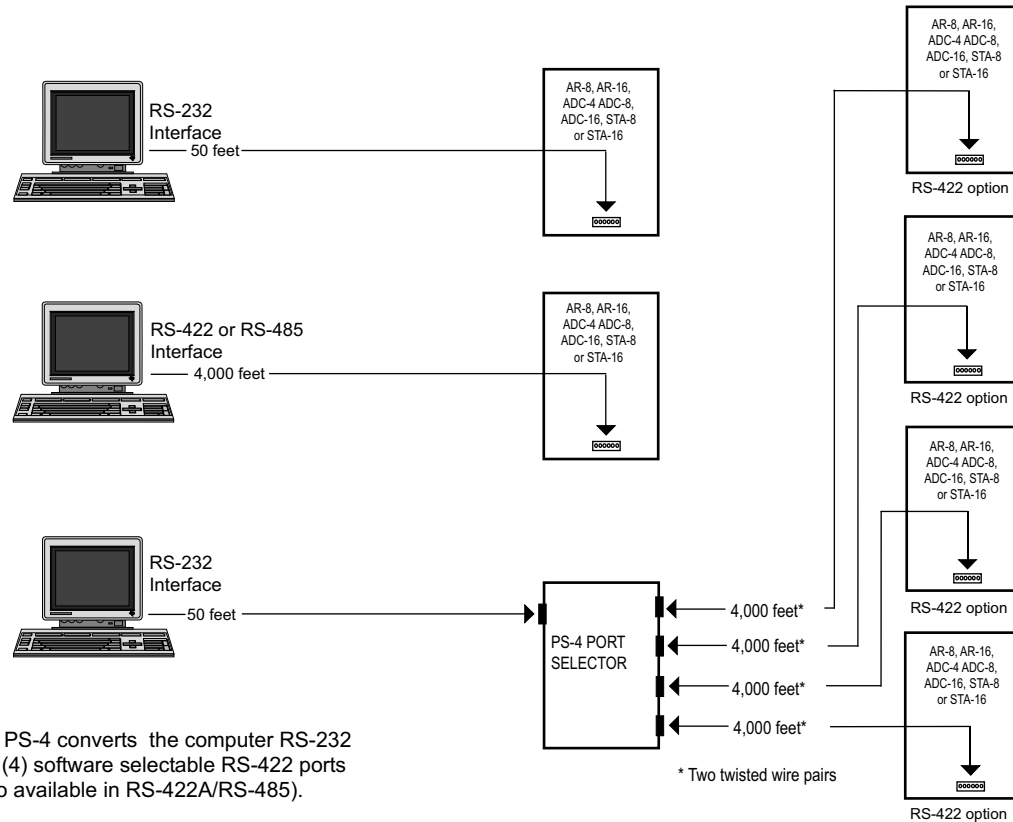 RS-232
Interface
50 feet
AR-8, AR-16,
ADC-4 ADC-8,
ADC-16, STA-8
or STA-16
RS-422 or RS-485
Interface
4,000 feet
AR-8, AR-16,
ADC-4 ADC-8,
ADC-16, STA-8
or STA-16
RS-232
Interface
50 feet
PS-4 PORT
SELECTOR
4,000 feet*
4,000 feet*
4,000 feet*
4,000 feet*
* Two twisted wire pairs
AR-8, AR-16,
ADC-4 ADC-8,
ADC-16, STA-8
or STA-16
RS-422 option
AR-8, AR-16,
ADC-4 ADC-8,
ADC-16, STA-8
or STA-16
RS-422 option
AR-8, AR-16,
ADC-4 ADC-8,
ADC-16, STA-8
or STA-16
RS-422 option
AR-8, AR-16,
ADC-4 ADC-8,
ADC-16, STA-8
or STA-16
RS-422 option
PS-4 converts the computer RS-232
(4) software selectable RS-422 ports
available in RS-422A/RS-485).